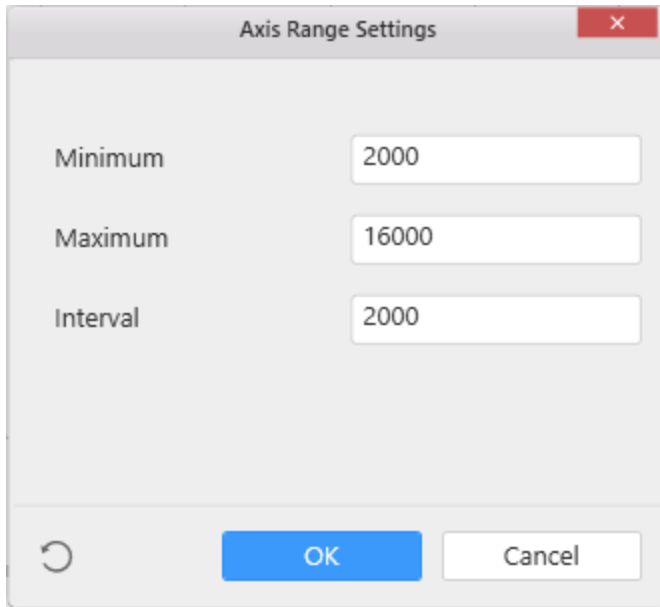 Axis Range Settings
Minimum 2000
Maximum 16000
Interval 2000
OK Cancel